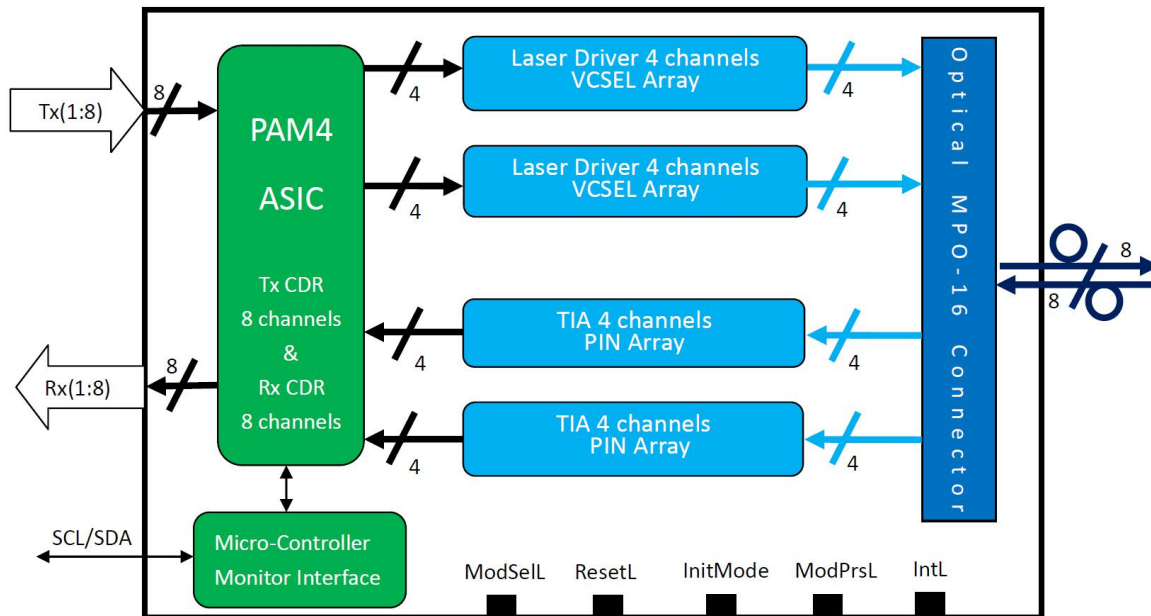 Tx(1:8)
8
PAM4
ASIC
Tx CDR
8 channels
&
Rx CDR
8 channels
8
Rx(1:8)
4
Laser Driver 4 channels
VCSEL Array
4
4
Laser Driver 4 channels
VCSEL Array
4
4
TIA 4 channels
PIN Array
4
4
TIA 4 channels
PIN Array
4
Optical MPO-16 Connector
8
8
SCL/SDA
Micro-Controller
Monitor Interface
ModSelL
ResetL
InitMode
ModPrsL
IntL